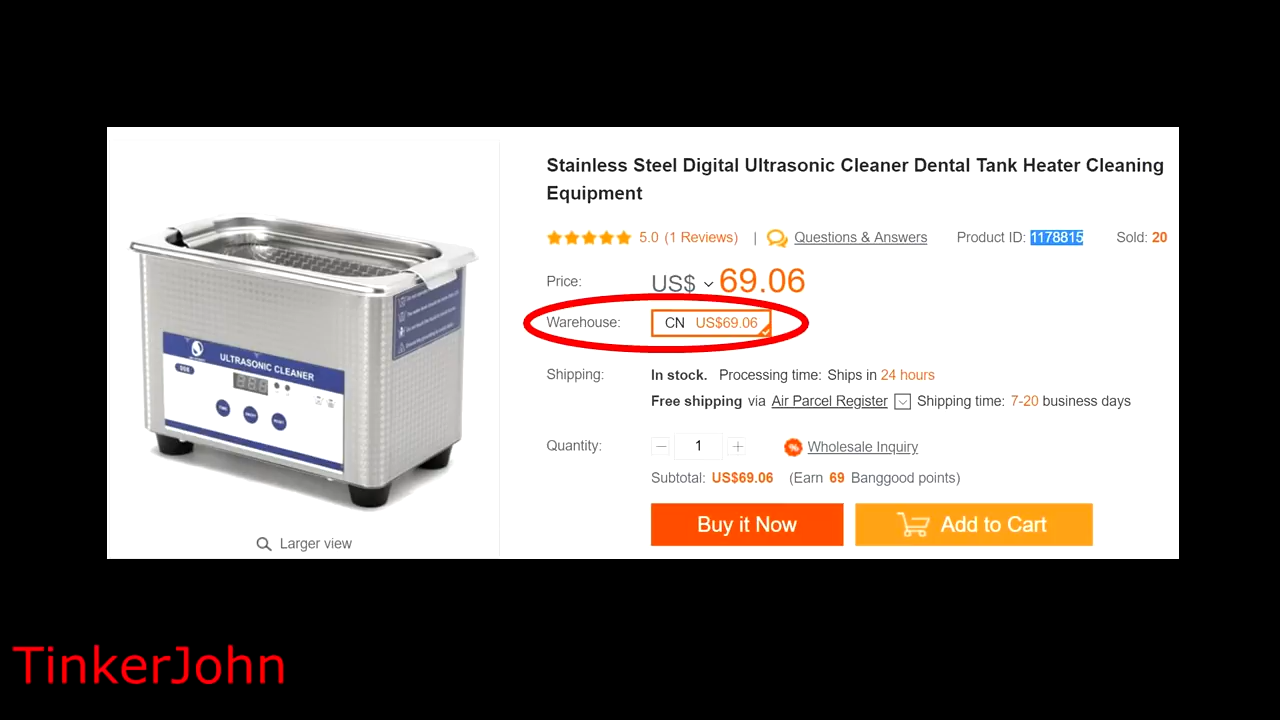 Stainless Steel Digital Ultrasonic Cleaner Dental Tank Heater Cleaning
Equipment
5.0 (1 Reviews) | Questions & Answers Product ID: 1178815 Sold: 20
Price: US$ 69.06
Warehouse: CN US$69.06
Shipping: In stock. Processing time: Ships in 24 hours
Free shipping via Air Parcel Register Shipping time: 7-20 business days
Quantity: 1 Wholesale Inquiry
Subtotal: US$69.06 (Earn 69 Banggood points)
Buy it Now Add to Cart
ULTRASONIC CLEANER
Larger view
TinkerJohn